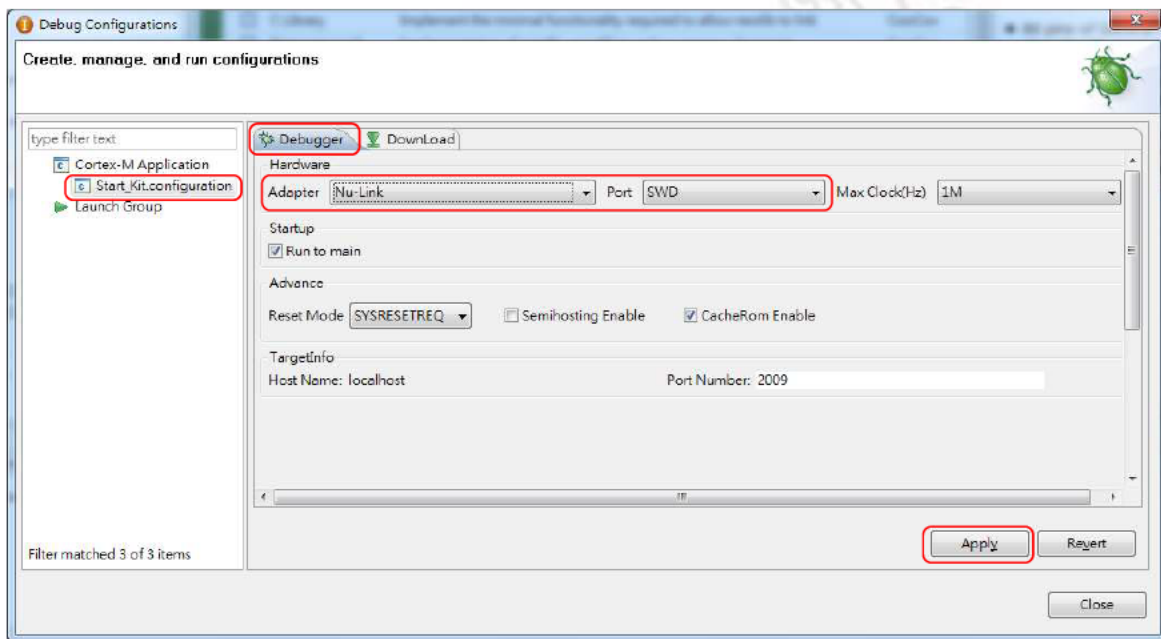 Debug Configurations
Create, manage, and run configurations
type filter text
Cortex-M Application
Start_Kit.configuration
Launch Group
Filter matched 3 of 3 items
Debugger DownLoad
Hardware
Adapter Nu-Link Port SWD Max Clock(Hz) 1M
Startup
Run to main
Advance
Reset Mode SYSRESETREQ Semihosting Enable CacheRom Enable
TargetInfo
Host Name: localhost Port Number: 2009
Apply Revert
Close